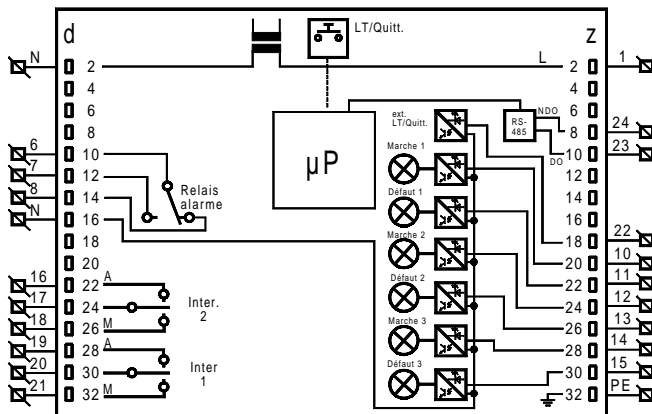 d LT/Quitt. z
N 2 L 2 1
4 4
6 6
ext. LT/Quitt. RS-485 NDO
8 8 24
6 10 DO 10 23
Marche 1
7 12 µP 12
8 14 Relais alarme Défaut 1 14
N 16 16
18 Marche 2 18 22
20 20 10
16 22 A Défaut 2 22 11
17 24 Inter. 2 24 12
18 26 M Marche 3 26 13
19 28 A 28 14
20 30 Inter 1 Défaut 3 30 15
21 32 M 32 PE